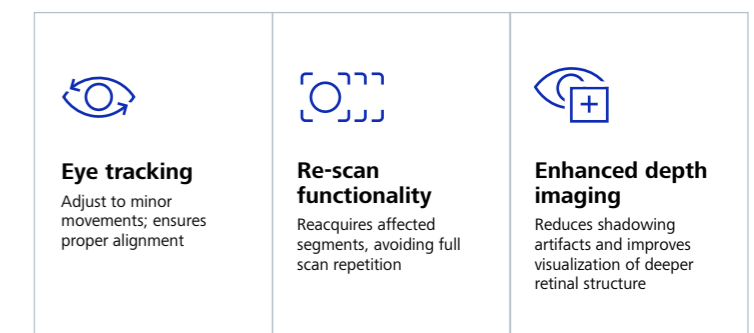 Eye tracking
Adjust to minor
movements; ensures
proper alignment
Re-scan
functionality
Reacquires affected
segments, avoiding full
scan repetition
Enhanced depth
imaging
Reduces shadowing
artifacts and improves
visualization of deeper
retinal structure